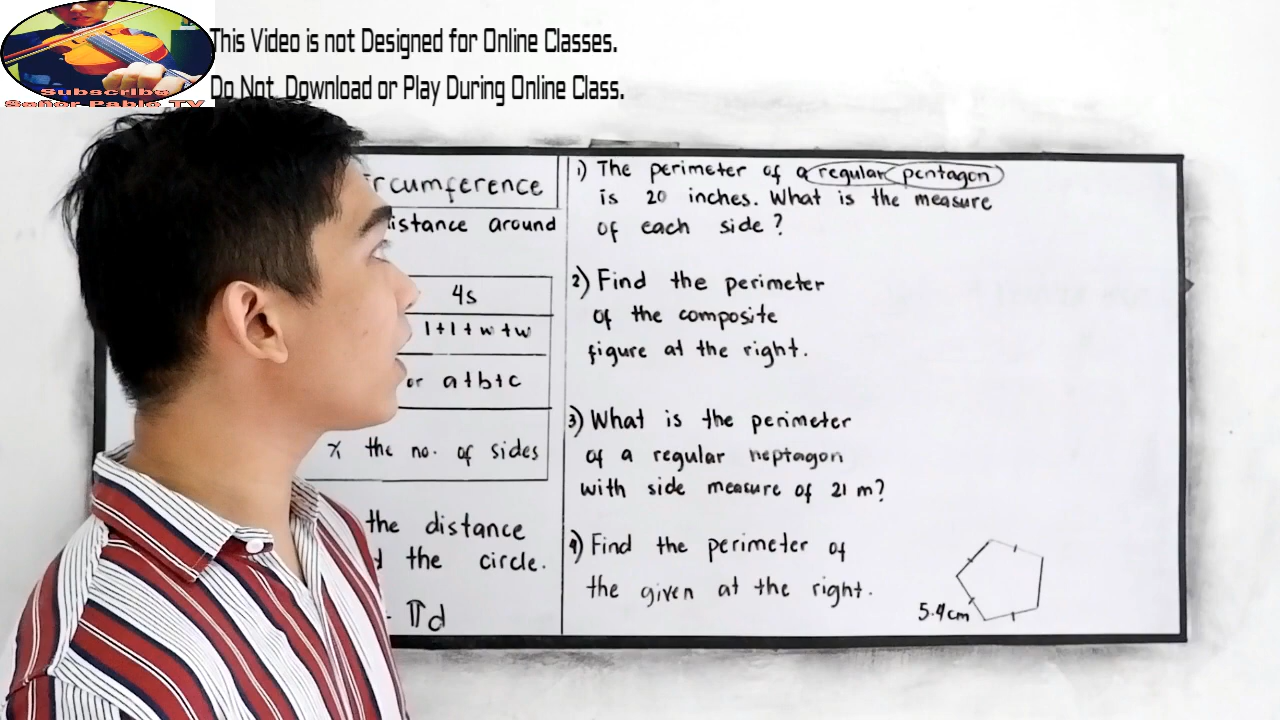 This Video is not Designed for Online Classes.
Do Not Download or Play During Online Class.
Subscribe
Señor Pablo TV
rcumference
istance around
4s
l+l+w+w
or a+b+c
x the no. of sides
the distance
the circle.
πd
1) The perimeter of a regular pentagon
is 20 inches. What is the measure
of each side?
2) Find the perimeter
of the composite
figure at the right.
3) What is the perimeter
of a regular heptagon
with side measure of 21 m?
4) Find the perimeter of
the given at the right.
5.4cm